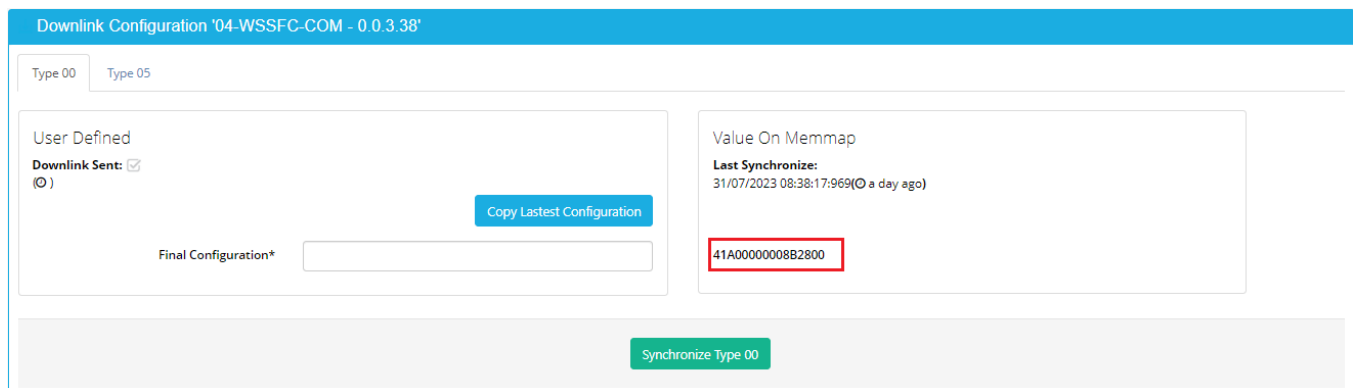 Downlink Configuration '04-WSSFC-COM - 0.0.3.38'
Type 00
Type 05
User Defined
Downlink Sent:
( )
Copy Lastest Configuration
Final Configuration*
Value On Memmap
Last Synchronize:
31/07/2023 08:38:17:969( a day ago)
41A00000008B2800
Synchronize Type 00